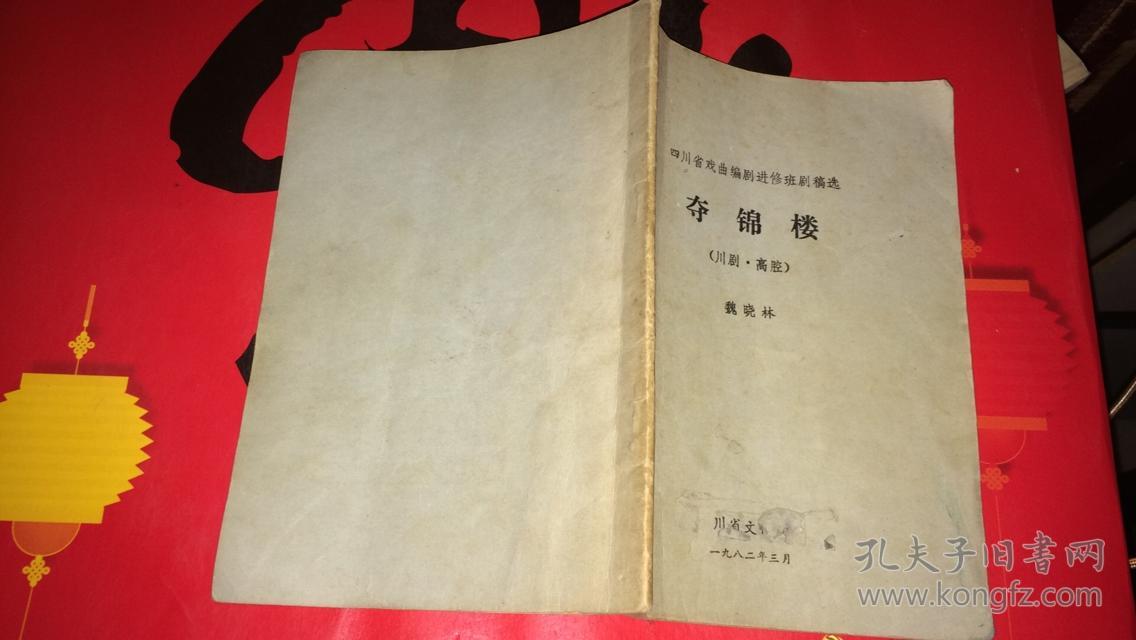 四川省戏曲编剧进修班剧稿选
夺锦楼
（川剧·高腔）
魏晓林
川省文
一九八二年三月
孔夫子旧书网
www.kongfz.com